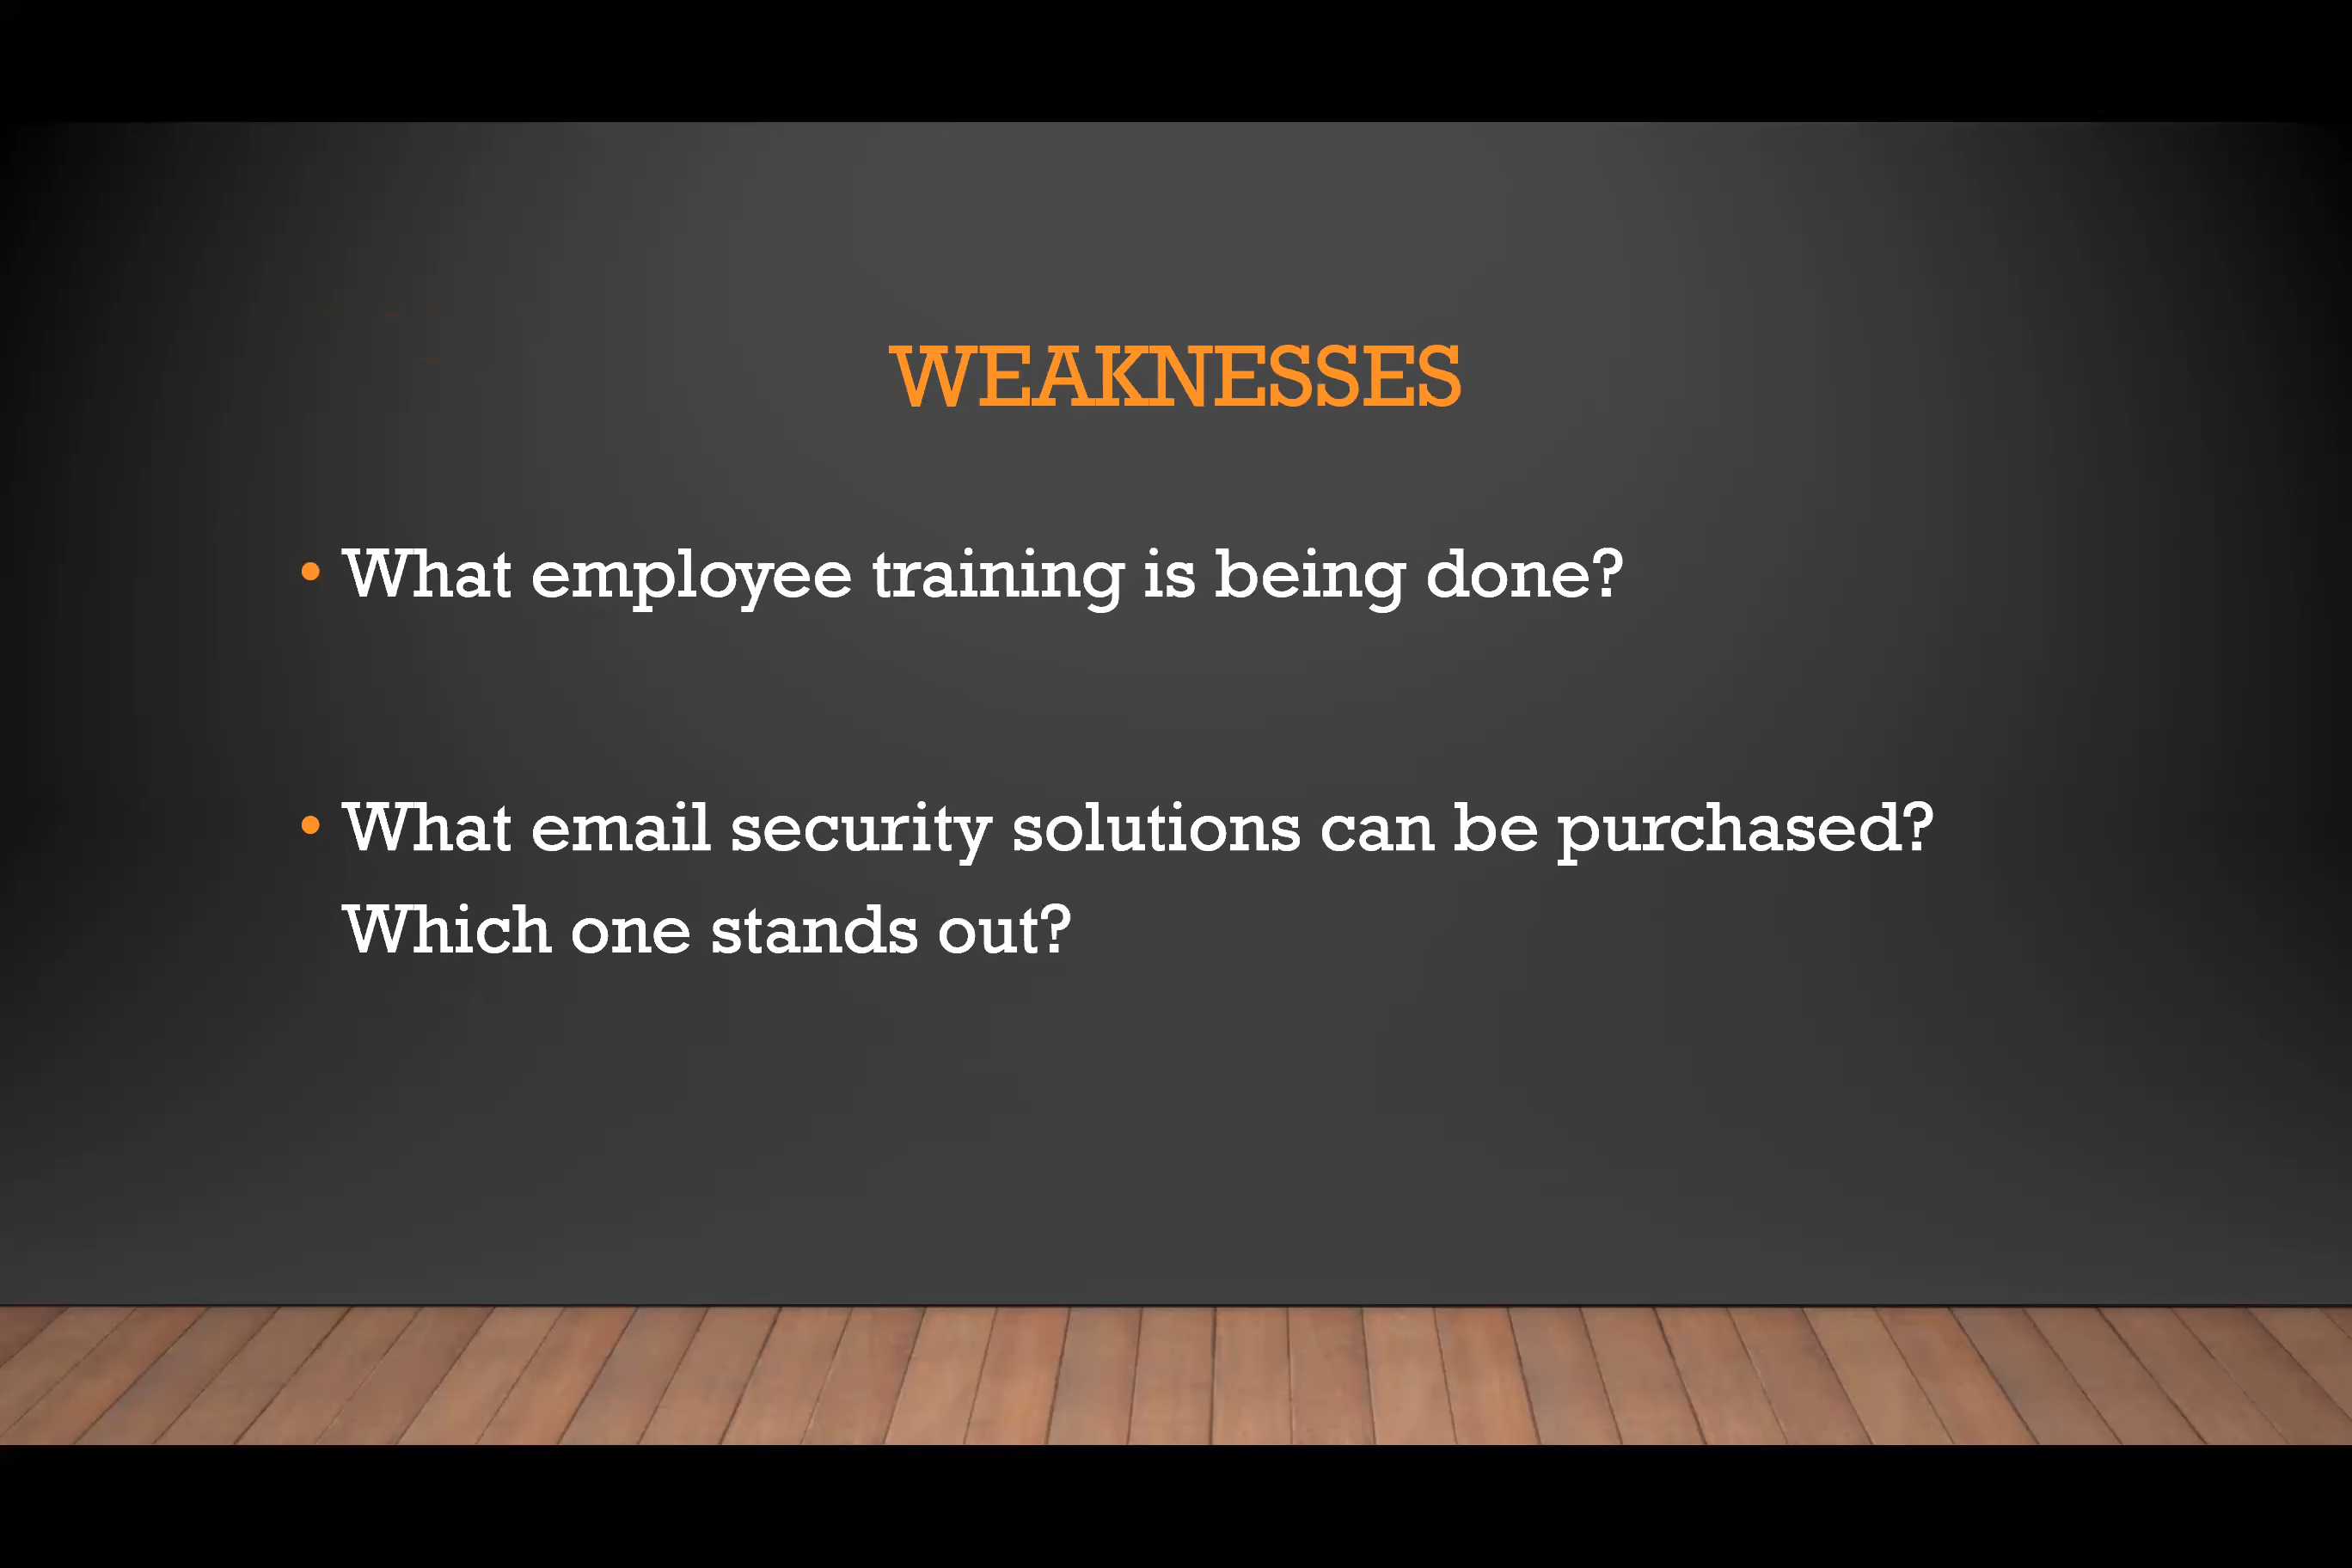 WEAKNESSES
• What employee training is being done?
• What email security solutions can be purchased?
Which one stands out?